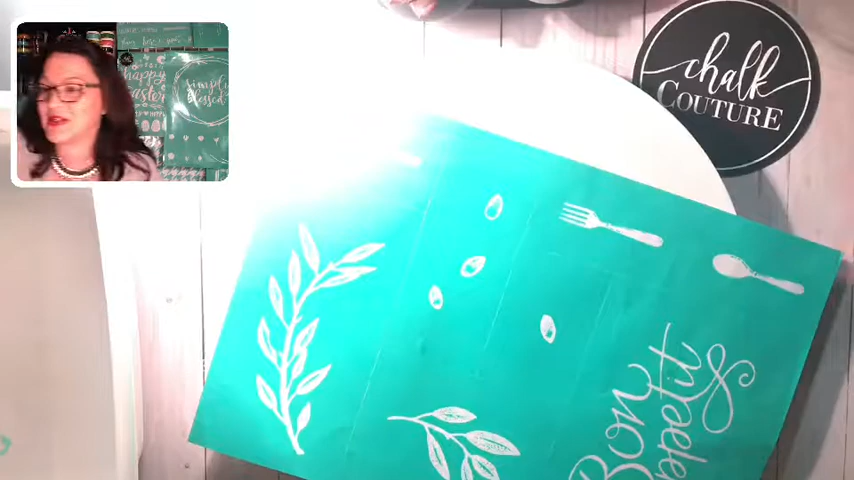 happy
easter
simply
blessed
chalk
COUTURE
Bon
Appetit